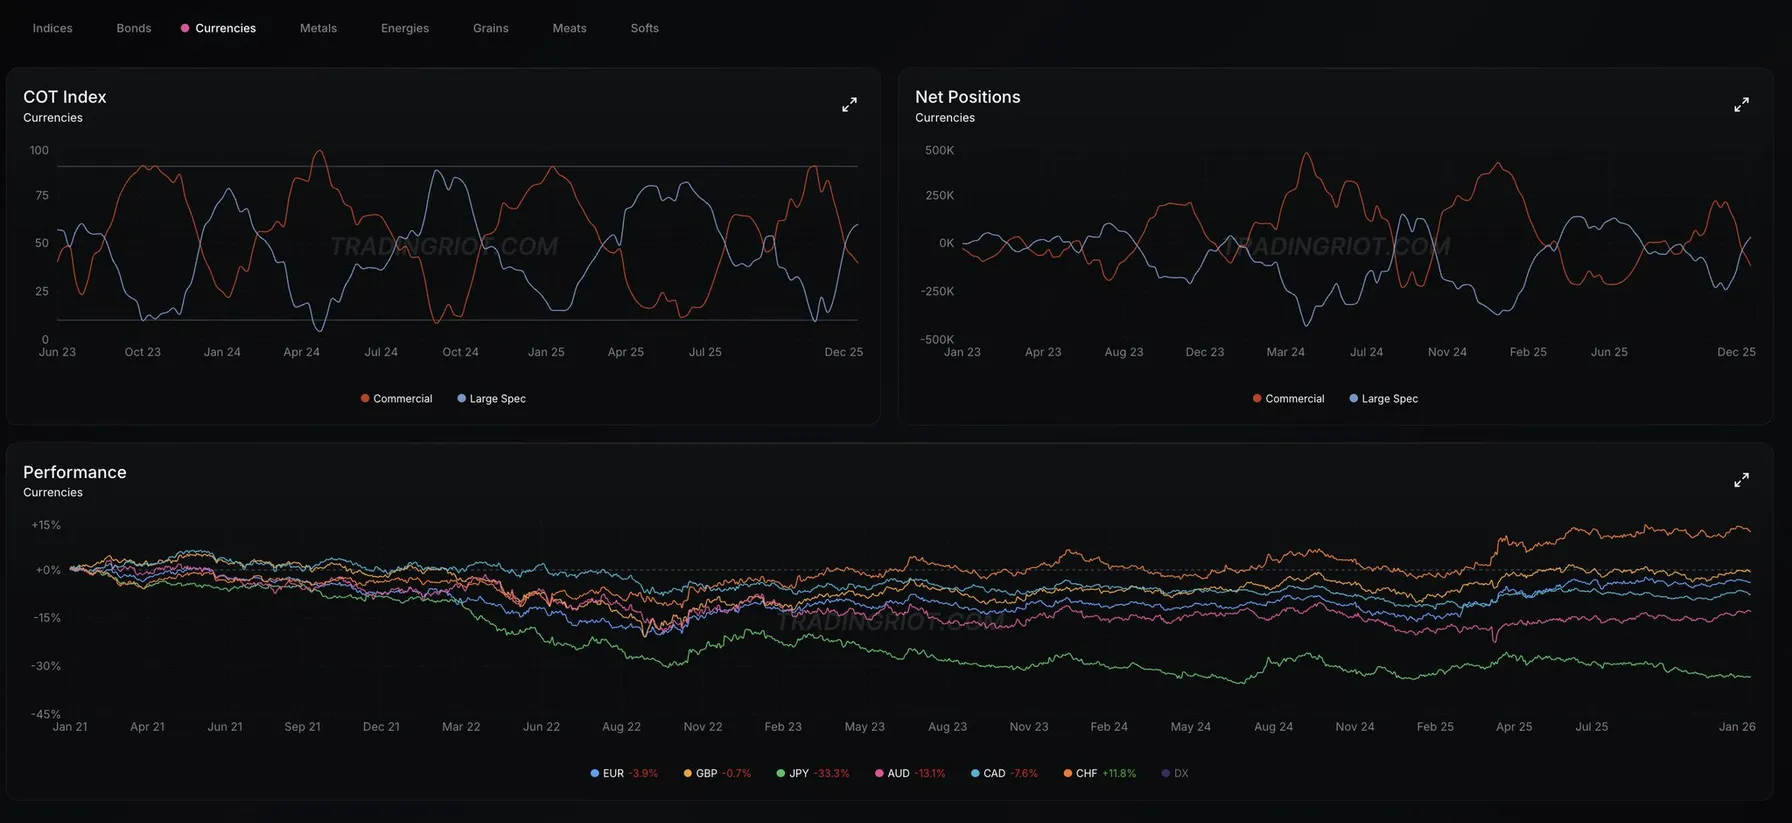 Indices Bonds Currencies Metals Energies Grains Meats Softs
COT Index
Currencies
100
75
50
25
0
TRADINGRIOT.COM
Jun 23 Oct 23 Jan 24 Apr 24 Jul 24 Oct 24 Jan 25 Apr 25 Jul 25 Dec 25
Commercial Large Spec
Net Positions
Currencies
500K
250K
0K
-250K
-500K
TRADINGRIOT.COM
Jan 23 Apr 23 Aug 23 Dec 23 Mar 24 Jul 24 Nov 24 Feb 25 Jun 25 Dec 25
Commercial Large Spec
Performance
Currencies
+15%
+0%
-15%
-30%
-45%
TRADINGRIOT.COM
Jan 21 Apr 21 Jun 21 Sep 21 Dec 21 Mar 22 Jun 22 Aug 22 Nov 22 Feb 23 May 23 Aug 23 Nov 23 Feb 24 May 24 Aug 24 Nov 24 Feb 25 Apr 25 Jul 25 Jan 26
EUR -3.9% GBP -0.7% JPY -33.3% AUD -13.1% CAD -7.6% CHF +11.8% DX